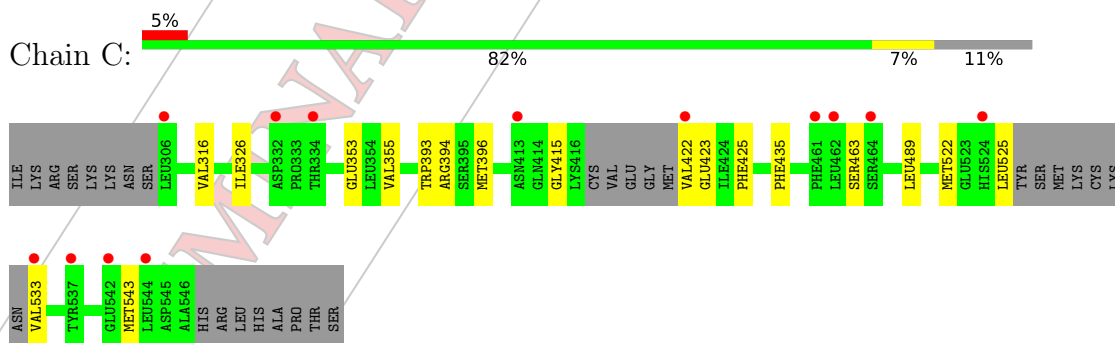 5%
Chain C:
82% 7% 11%
ILE LYS ARG SER LYS LYS ASN SER LEU306 VAL316 ILE326 ASP332 PRO333 THR334 GLU353 LEU354 VAL355 TRP393 ARG394 SER395 MET396 ASN413 GLN414 GLY415 LYS416 CYS VAL GLU GLY MET VAL422 GLU423 ILE424 PHE425 PHE435 PHE461 LEU462 SER463 SER464 LEU489 MET522 GLU523 HIS524 LEU525 TYR SER MET LYS CYS LYS
ASN VAL533 TYR537 GLU542 MET543 LEU544 ASP545 ALA546 HIS ARG LEU HIS ALA PRO THR SER